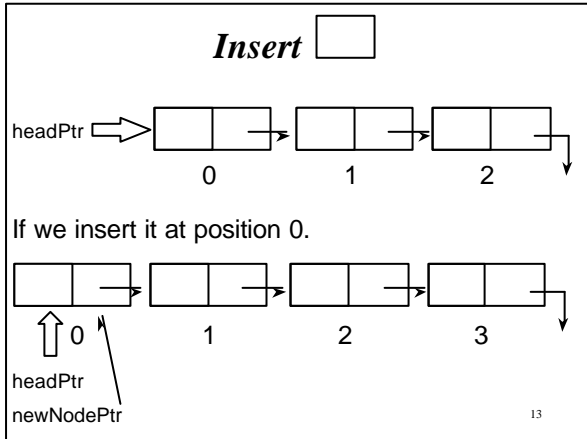 Insert
headPtr
0 1 2
If we insert it at position 0.
0 1 2 3
headPtr
newNodePtr
13